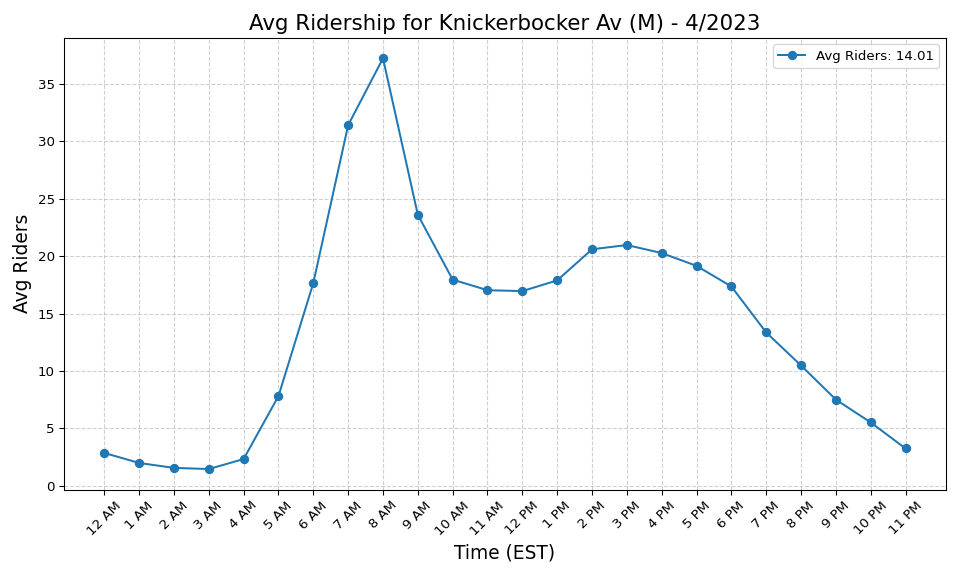 Avg Ridership for Knickerbocker Av (M) - 4/2023
Avg Riders: 14.01
35
30
25
20
15
10
5
0
Avg Riders
12 AM
1 AM
2 AM
3 AM
4 AM
5 AM
6 AM
7 AM
8 AM
9 AM
10 AM
11 AM
12 PM
1 PM
2 PM
3 PM
4 PM
5 PM
6 PM
7 PM
8 PM
9 PM
10 PM
11 PM
Time (EST)